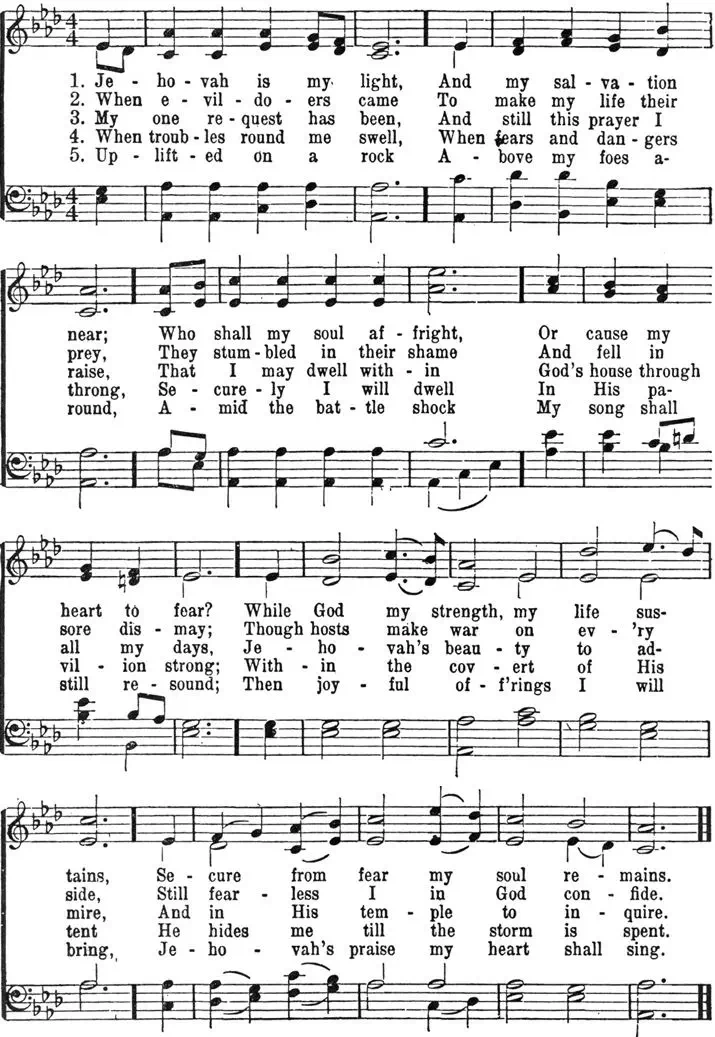 1. Je - ho - vah is my light, And my sal - va - tion
2. When e - vil - do - ers came To make my life their
3. My one re - quest has been, And still this prayer I
4. When troub - les round me swell, When fears and dan - gers
5. Up - lift - ed on a rock A - bove my foes a-
near; Who shall my soul af - fright, Or cause my
prey, They stum - bled in their shame And fell in
raise, That I may dwell with - in God's house through
throng, Se - cure - ly I will dwell In His pa-
round, A - mid the bat - tle shock My song shall
heart to fear? While God my strength, my life sus-
sore dis - may; Though hosts make war on ev - 'ry
all my days, Je - ho - vah's beau - ty to ad-
vil - ion strong; With - in the cov - ert of His
still re - sound; Then joy - ful of - f'rings I will
tains, Se - cure from fear my soul re - mains.
side, Still fear - less I in God con - fide.
mire, And in His tem - ple to in - quire.
tent He hides me till the storm is spent.
bring, Je - ho - vah's praise my heart shall sing.